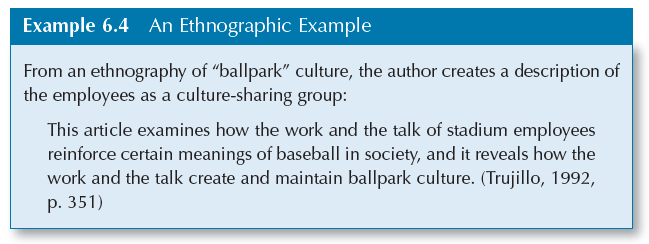 Example 6.4 An Ethnographic Example
From an ethnography of “ballpark” culture, the author creates a description of
the employees as a culture-sharing group:
This article examines how the work and the talk of stadium employees
reinforce certain meanings of baseball in society, and it reveals how the
work and the talk create and maintain ballpark culture. (Trujillo, 1992,
p. 351)